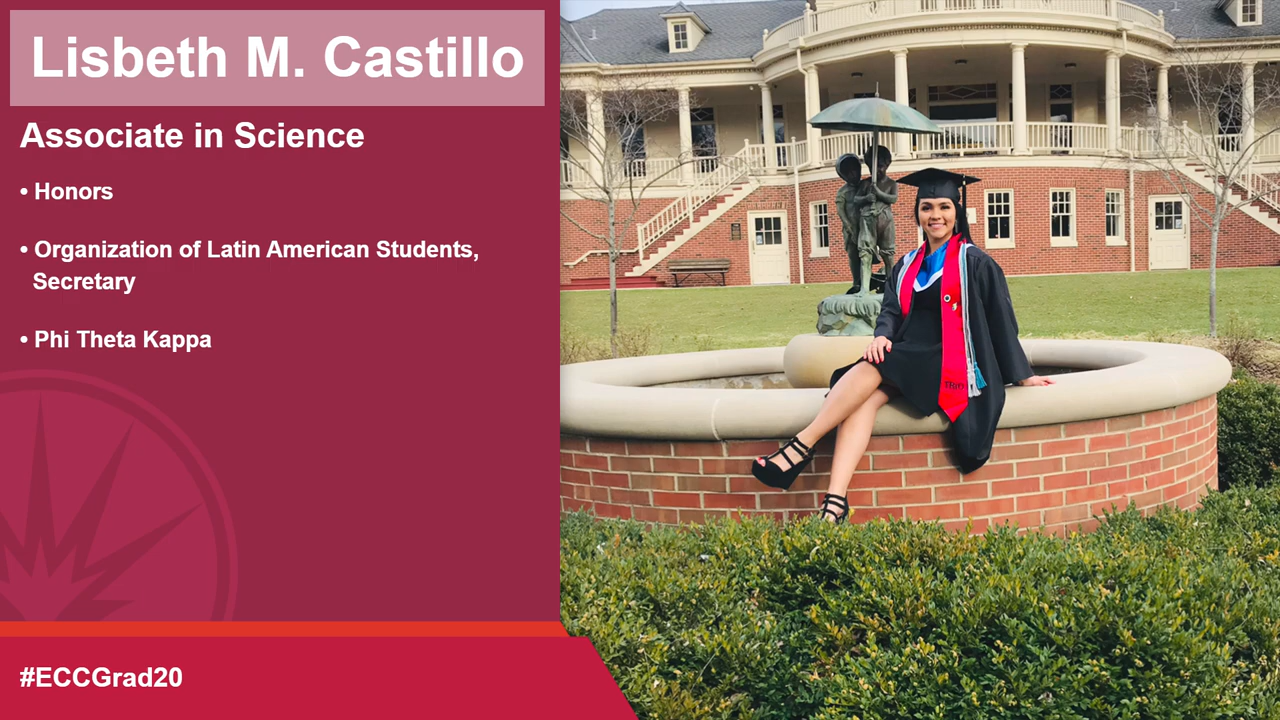 Lisbeth M. Castillo
Associate in Science
• Honors
• Organization of Latin American Students,
Secretary
• Phi Theta Kappa
#ECCGrad20